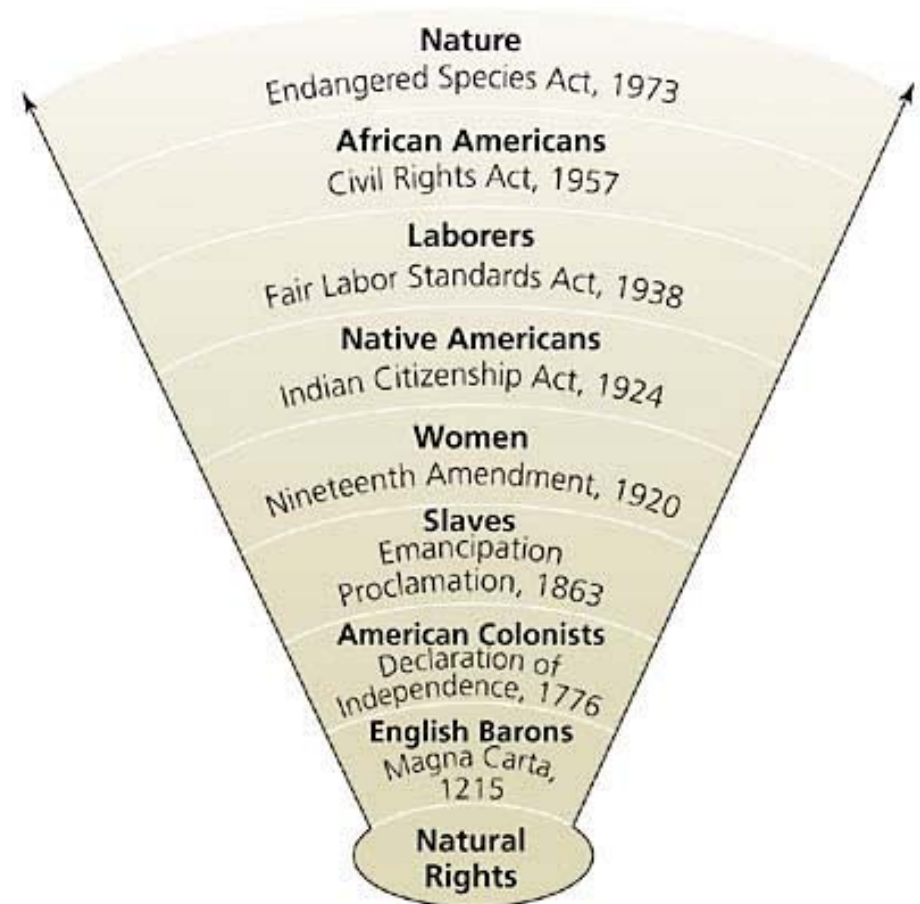 Nature
Endangered Species Act, 1973
African Americans
Civil Rights Act, 1957
Laborers
Fair Labor Standards Act, 1938
Native Americans
Indian Citizenship Act, 1924
Women
Nineteenth Amendment, 1920
Slaves
Emancipation
Proclamation, 1863
American Colonists
Declaration of
Independence, 1776
English Barons
Magna Carta,
1215
Natural
Rights